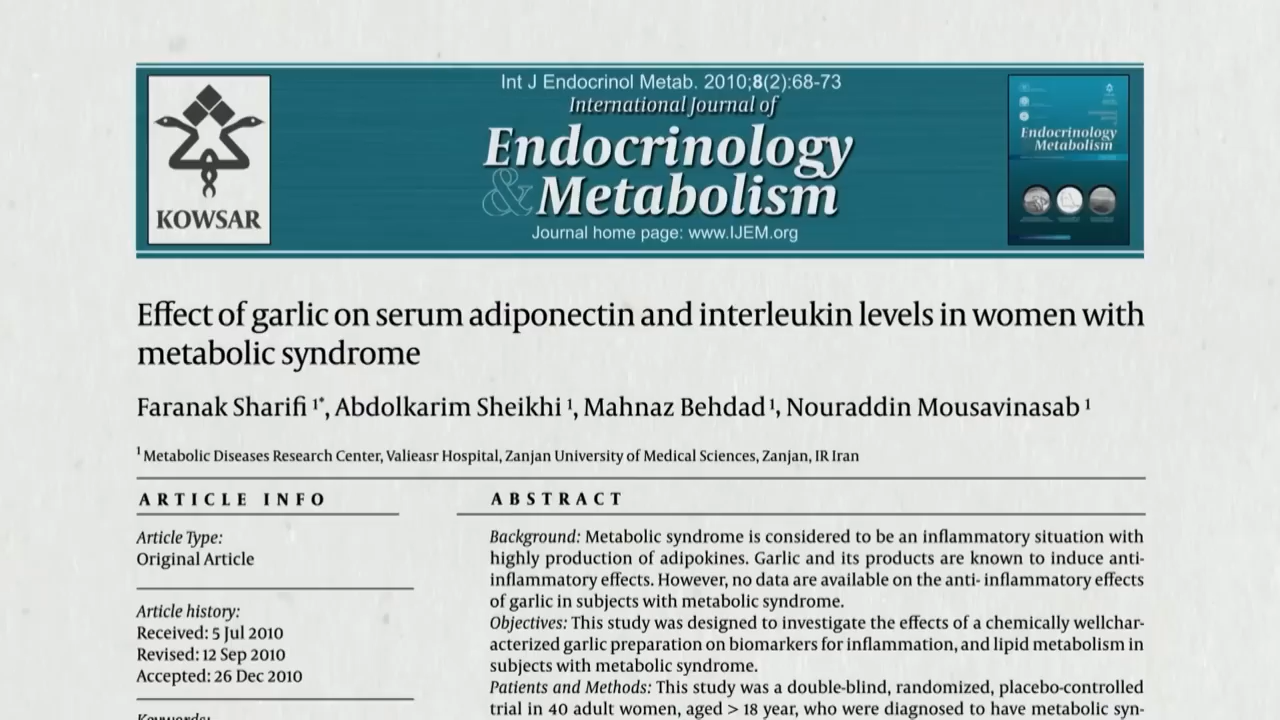 KOWSAR
Int J Endocrinol Metab. 2010;8(2):68-73
International Journal of
Endocrinology
& Metabolism
Journal home page: www.IJEM.org
Endocrinology
Metabolism
Effect of garlic on serum adiponectin and interleukin levels in women with
metabolic syndrome
Faranak Sharifi 1*, Abdolkarim Sheikhi 1, Mahnaz Behdad 1, Nouraddin Mousavinasab 1
1 Metabolic Diseases Research Center, Valieasr Hospital, Zanjan University of Medical Sciences, Zanjan, IR Iran
ARTICLE INFO
Article Type:
Original Article
Article history:
Received: 5 Jul 2010
Revised: 12 Sep 2010
Accepted: 26 Dec 2010
Keywords:
ABSTRACT
Background: Metabolic syndrome is considered to be an inflammatory situation with
highly production of adipokines. Garlic and its products are known to induce anti-
inflammatory effects. However, no data are available on the anti- inflammatory effects
of garlic in subjects with metabolic syndrome.
Objectives: This study was designed to investigate the effects of a chemically wellchar-
acterized garlic preparation on biomarkers for inflammation, and lipid metabolism in
subjects with metabolic syndrome.
Patients and Methods: This study was a double-blind, randomized, placebo-controlled
trial in 40 adult women, aged > 18 year, who were diagnosed to have metabolic syn-